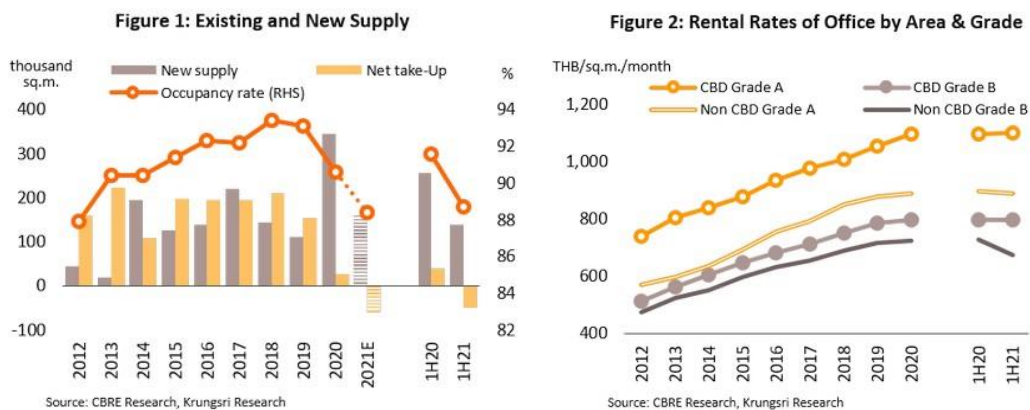 Figure 1: Existing and New Supply
thousand
sq.m.
New supply
Net take-Up
%
Occupancy rate (RHS)
400
300
200
100
0
-100
94
92
90
88
86
84
82
2012
2013
2014
2015
2016
2017
2018
2019
2020
2021E
1H20
1H21
Source: CBRE Research, Krungsri Research
Figure 2: Rental Rates of Office by Area & Grade
THB/sq.m./month
CBD Grade A
CBD Grade B
Non CBD Grade A
Non CBD Grade B
1,200
1,000
800
600
400
2012
2013
2014
2015
2016
2017
2018
2019
2020
1H20
1H21
Source: CBRE Research, Krungsri Research